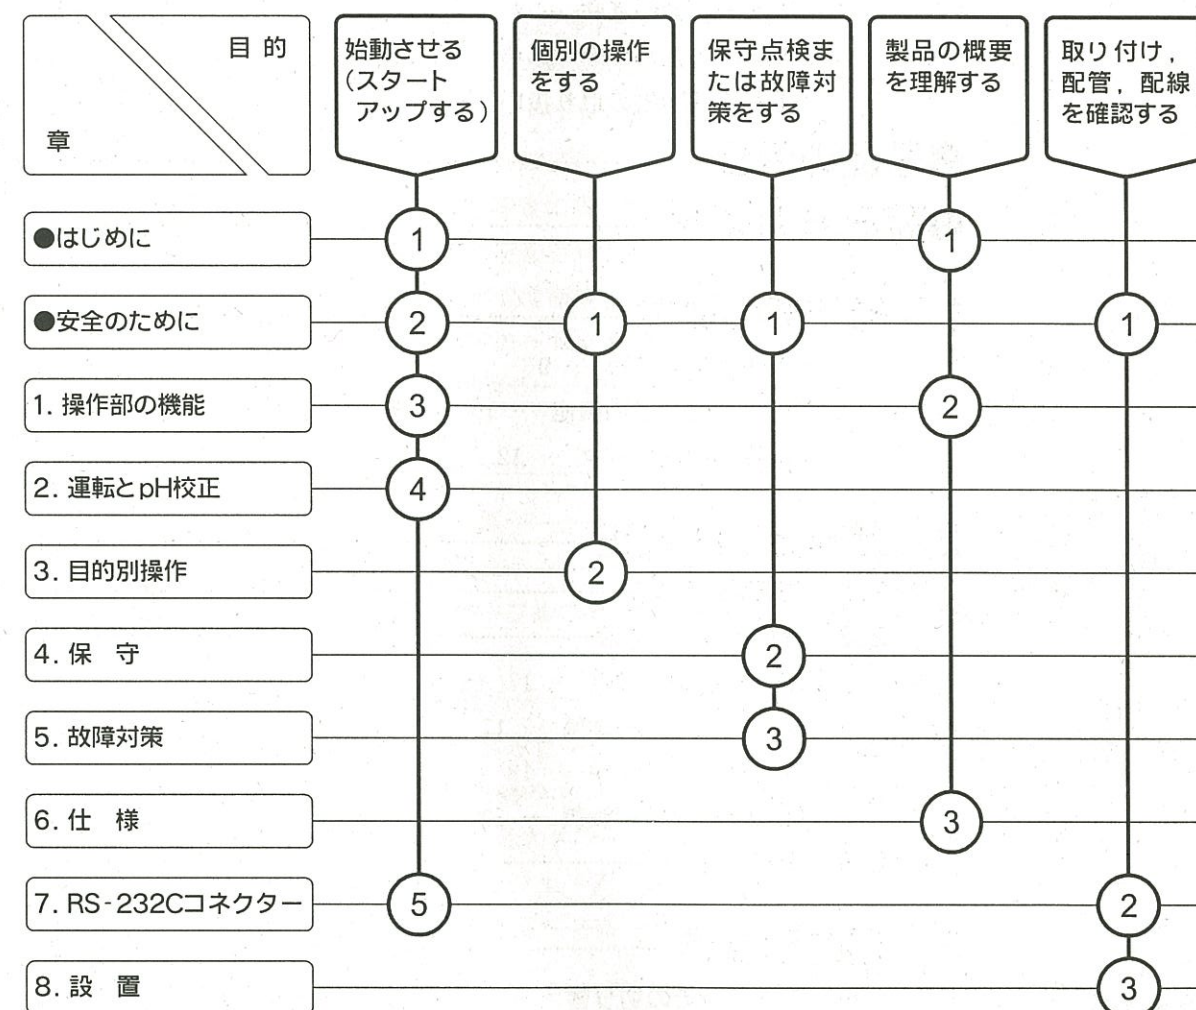 目的
章
始動させる
(スタート
アップする)
個別の操作
をする
保守点検ま
たは故障対
策をする
製品の概要
を理解する
取り付け，
配管，配線
を確認する
●はじめに
1
1
●安全のために
2
1
1
1
1. 操作部の機能
3
2
2. 運転とpH校正
4
3. 目的別操作
2
4. 保　守
2
5. 故障対策
3
6. 仕　様
3
7. RS-232Cコネクター
5
2
8. 設　置
3